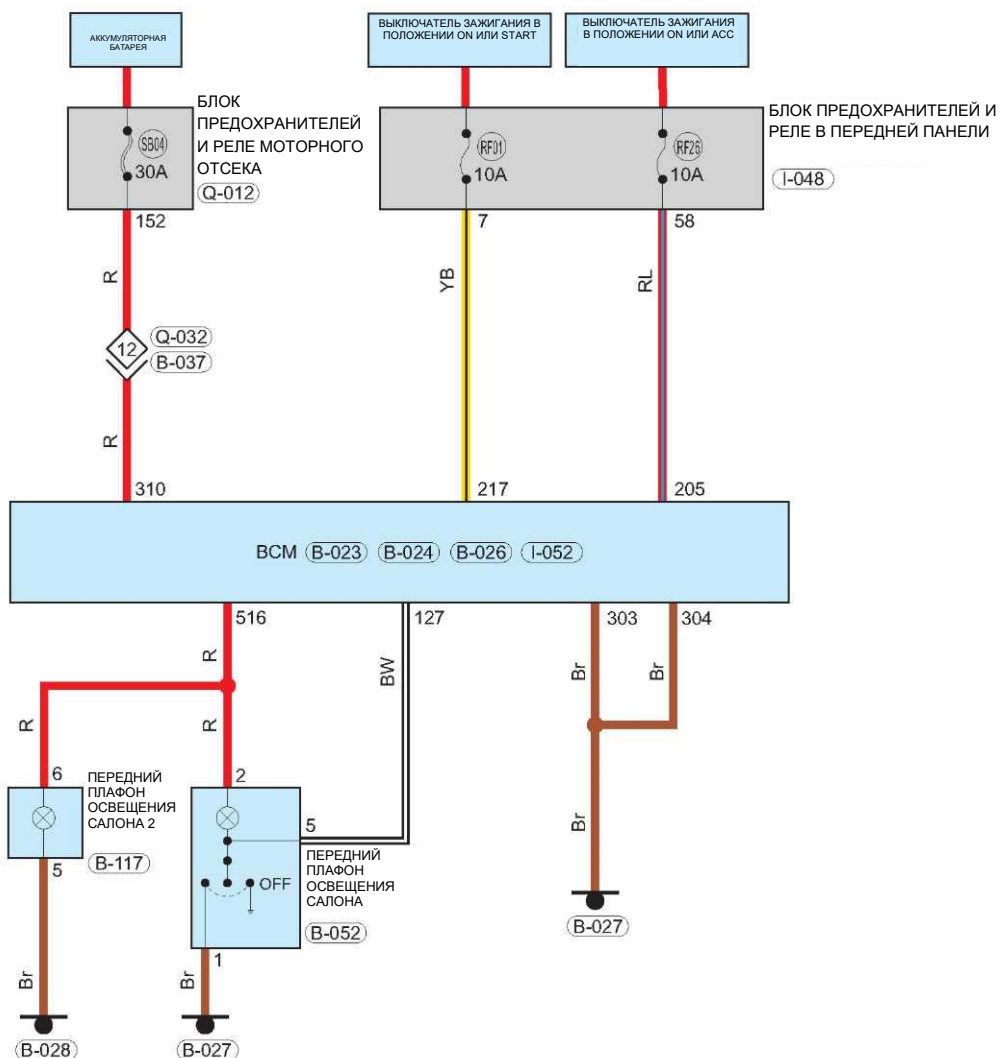 АККУМУЛЯТОРНАЯ
БАТАРЕЯ
ВЫКЛЮЧАТЕЛЬ ЗАЖИГАНИЯ В
ПОЛОЖЕНИИ ON ИЛИ START
ВЫКЛЮЧАТЕЛЬ ЗАЖИГАНИЯ
В ПОЛОЖЕНИИ ON ИЛИ ACC
SB04
30A
БЛОК
ПРЕДОХРАНИТЕЛЕЙ
И РЕЛЕ МОТОРНОГО
ОТСЕКА
Q-012
RF01
10A
RF26
10A
БЛОК ПРЕДОХРАНИТЕЛЕЙ И
РЕЛЕ В ПЕРЕДНЕЙ ПАНЕЛИ
I-048
152
7
58
R
YB
RL
12
Q-032
B-037
R
310
217
205
BCM B-023 B-024 B-026 I-052
516
127
303
304
R
BW
Br
Br
R
R
6
ПЕРЕДНИЙ
ПЛАФОН
ОСВЕЩЕНИЯ
САЛОНА 2
B-117
5
2
5
OFF
ПЕРЕДНИЙ
ПЛАФОН
ОСВЕЩЕНИЯ
САЛОНА
B-052
1
Br
B-027
Br
Br
B-028
B-027